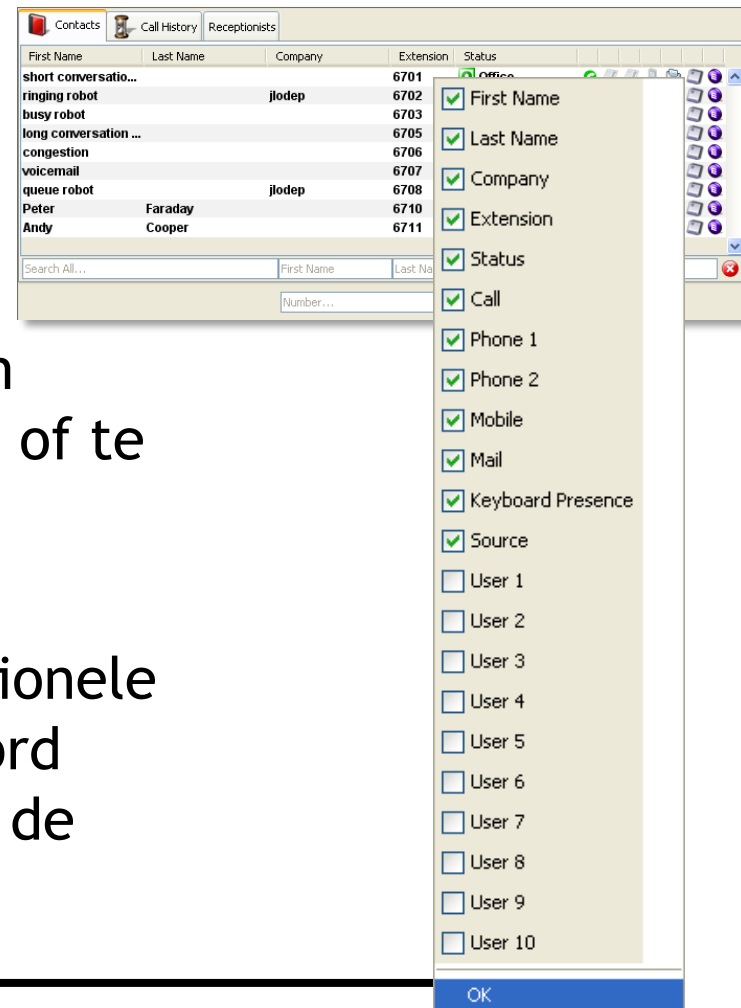 Contacts Call History Receptionists
First Name Last Name Company Extension Status
short conversatio... 6701 Office
ringing robot jlodep 6702
busy robot 6703
long conversation ... 6705
congestion 6706
voicemail 6707
queue robot jlodep 6708
Peter Faraday 6710
Andy Cooper 6711
Search All... First Name Last Na
Number...
First Name
Last Name
Company
Extension
Status
Call
Phone 1
Phone 2
Mobile
Mail
Keyboard Presence
Source
User 1
User 2
User 3
User 4
User 5
User 6
User 7
User 8
User 9
User 10
OK
n
of te
ionele
ord
de